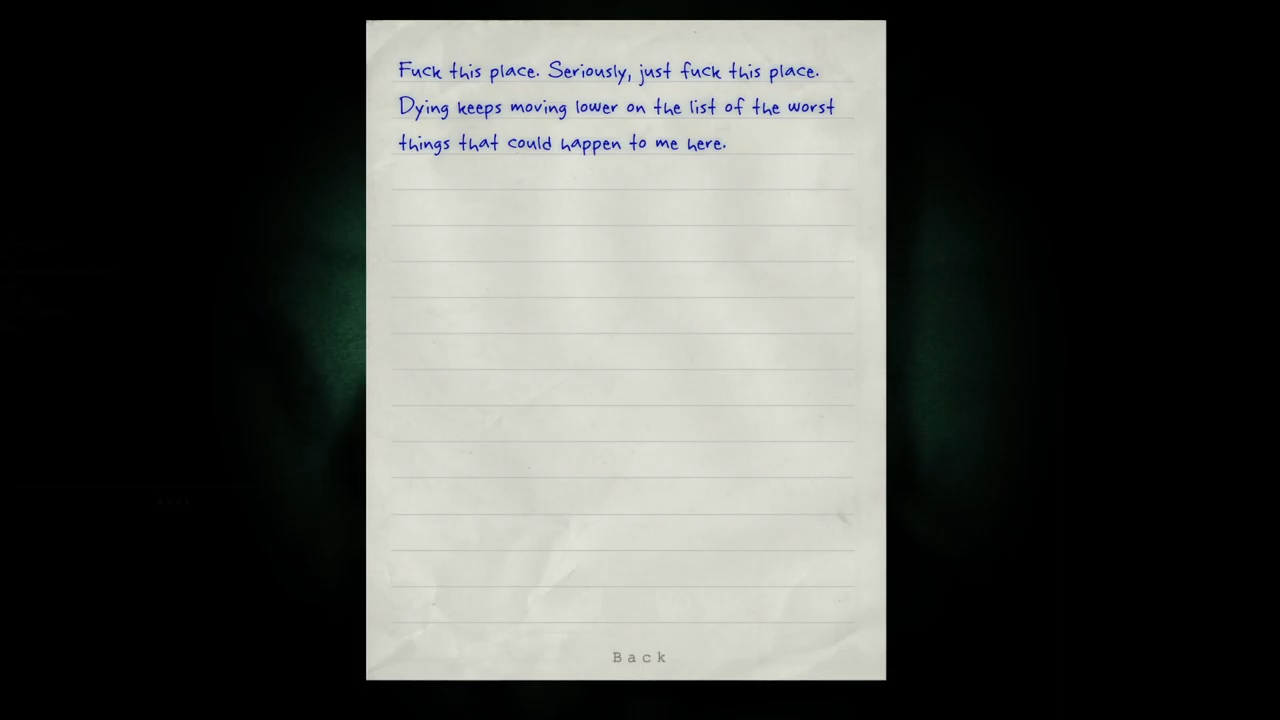 Fuck this place. Seriously, just fuck this place.
Dying keeps moving lower on the list of the worst
things that could happen to me here.
Back